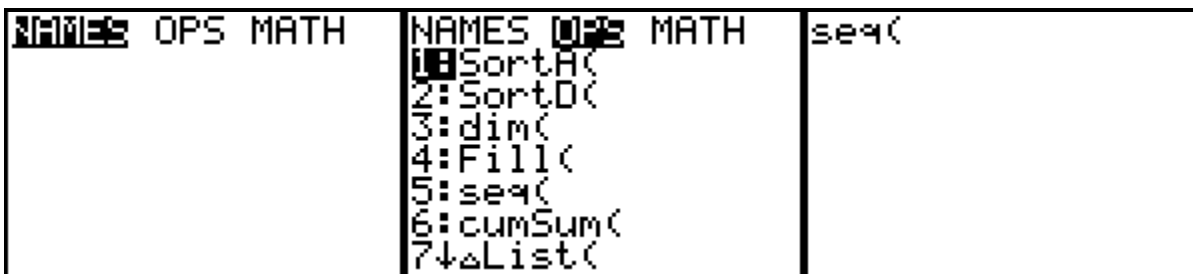 NAMES OPS MATH
NAMES OPS MATH
1:SortA(
2:SortD(
3:dim(
4:Fill(
5:seq(
6:cumSum(
7↓ΔList(
seq(